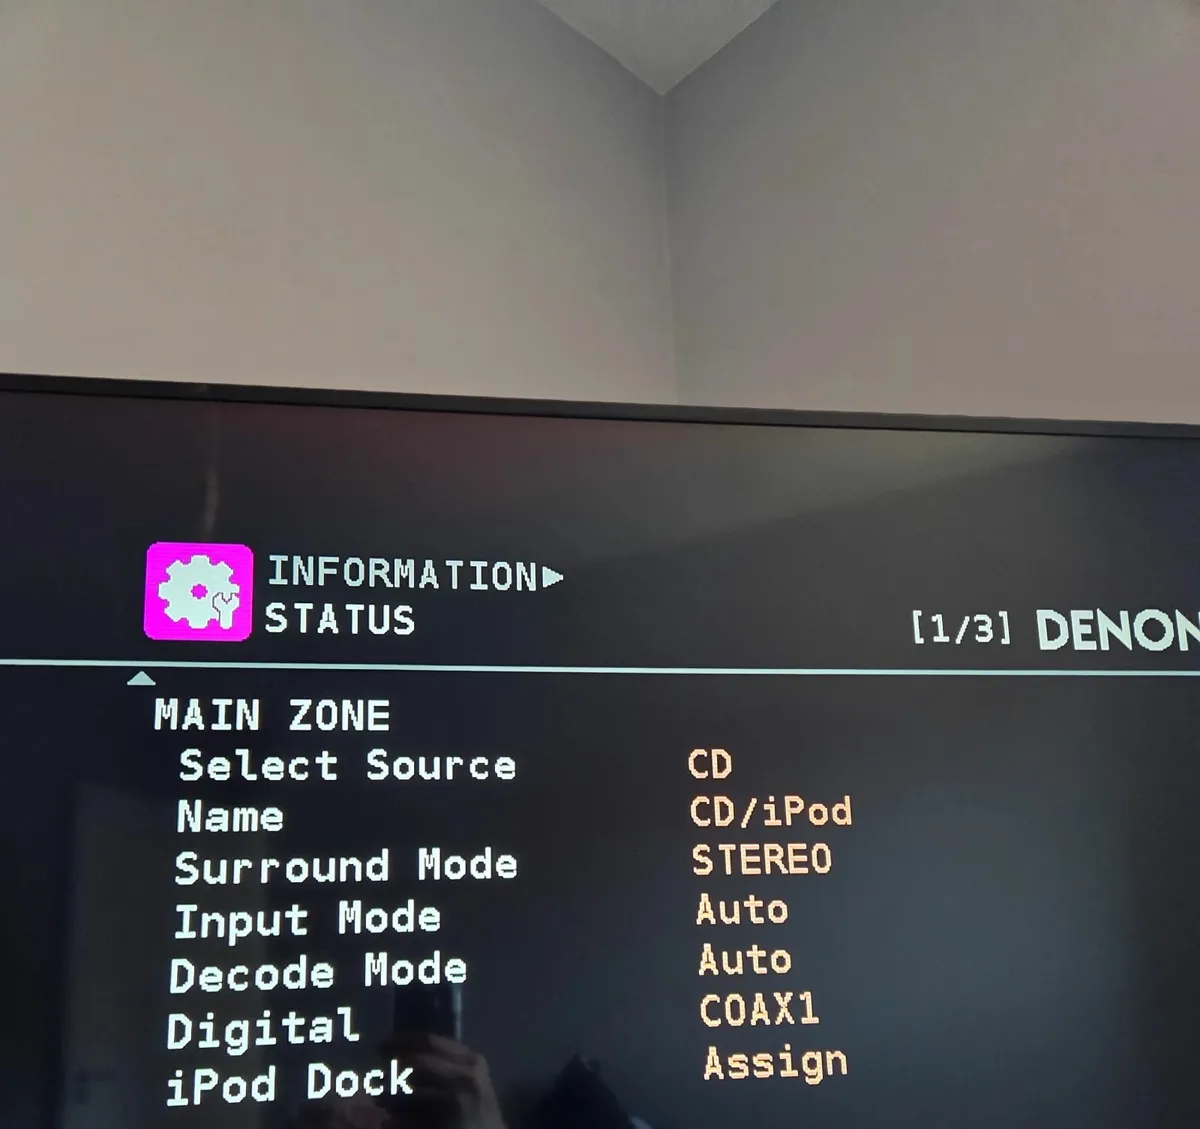 INFORMATION▶
STATUS
[1/3] DENON
MAIN ZONE
Select Source CD
Name CD/iPod
Surround Mode STEREO
Input Mode Auto
Decode Mode Auto
Digital COAX1
iPod Dock Assign